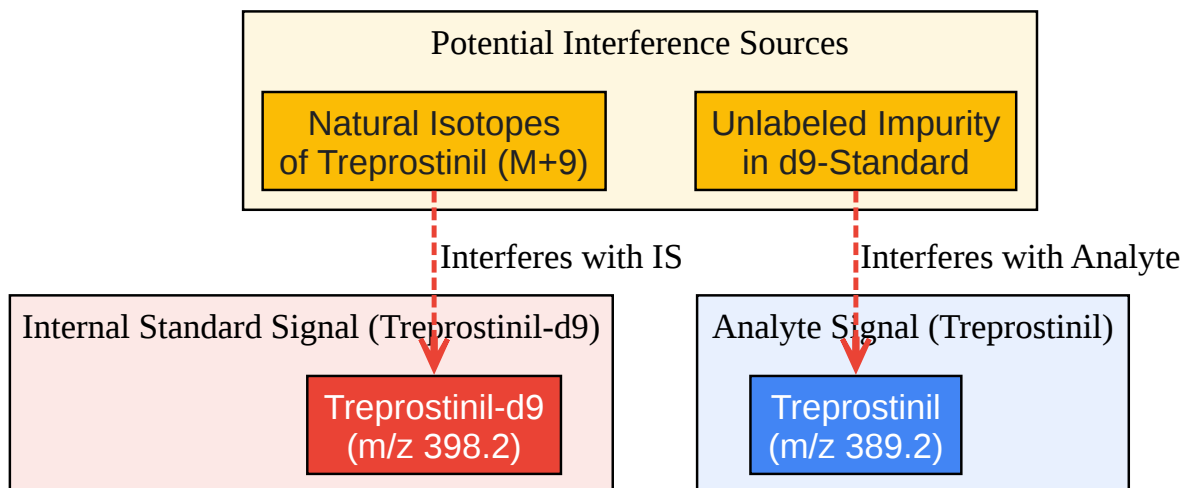 Potential Interference Sources
Natural Isotopes
of Treprostinil (M+9)
Unlabeled Impurity
in d9-Standard
Interferes with IS
Interferes with Analyte
Internal Standard Signal (Treprostinil-d9)
Analyte Signal (Treprostinil)
Treprostinil-d9
(m/z 398.2)
Treprostinil
(m/z 389.2)